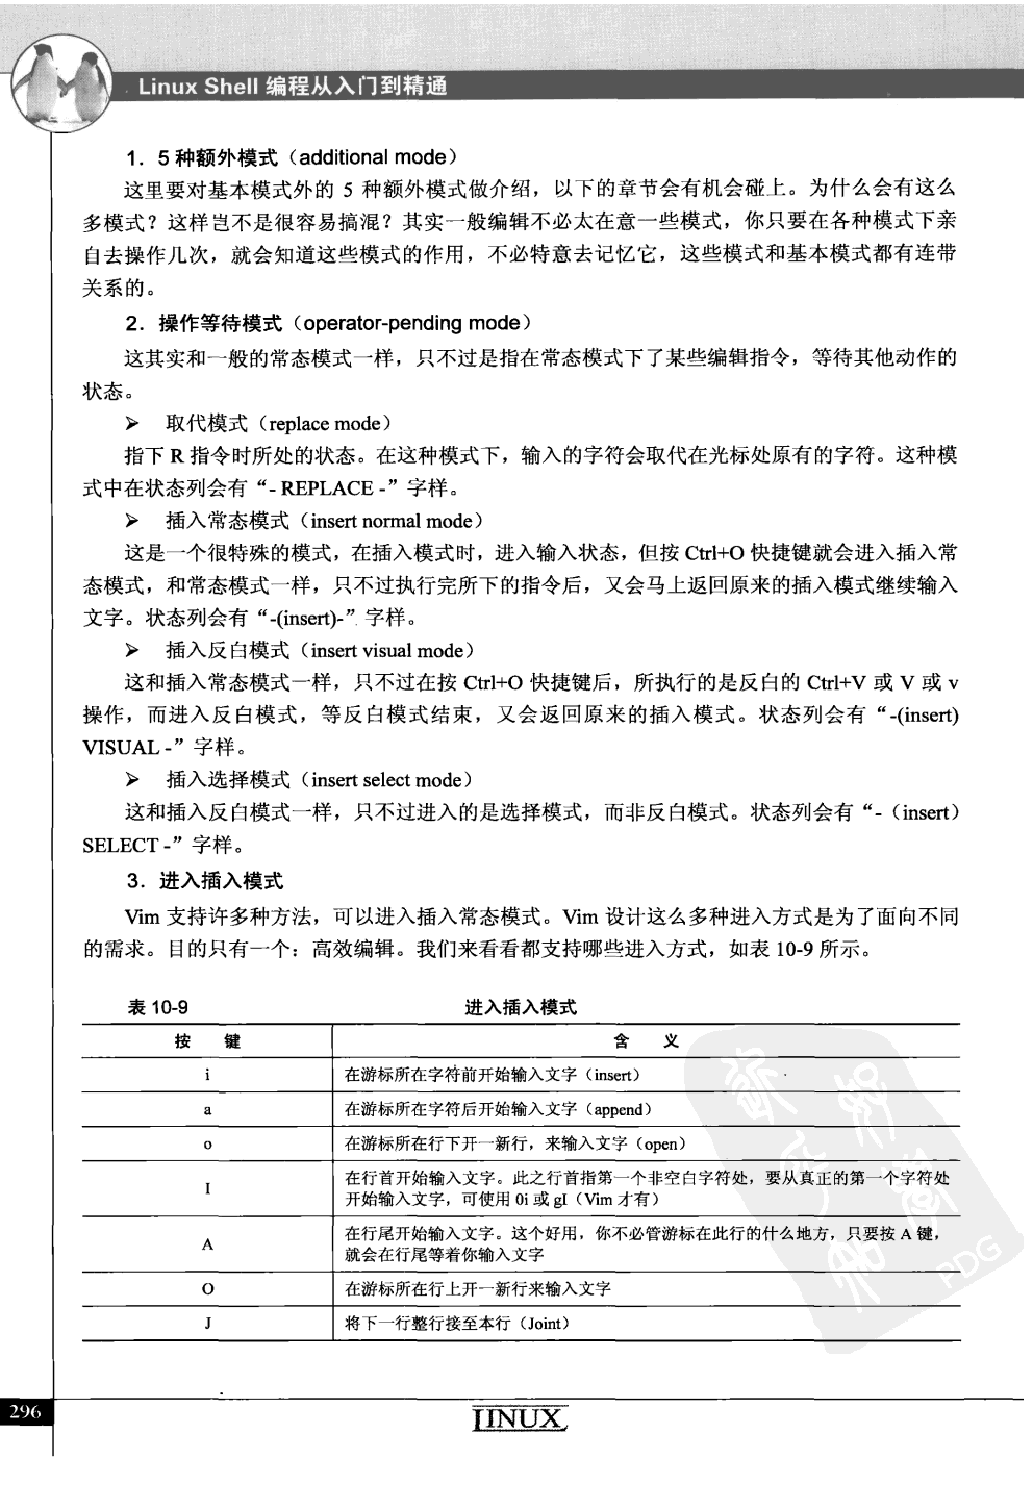 Linux Shell 编程从入门到精通
1．5 种额外模式（additional mode）
这里要对基本模式外的 5 种额外模式做介绍，以下的章节会有机会碰上。为什么会有这么
多模式？这样岂不是很容易搞混？其实一般编辑不必太在意一些模式，你只要在各种模式下亲
自去操作几次，就会知道这些模式的作用，不必特意去记忆它，这些模式和基本模式都有连带
关系的。
2．操作等待模式（operator-pending mode）
这其实和一般的常态模式一样，只不过是指在常态模式下了某些编辑指令，等待其他动作的
状态。
➢ 取代模式（replace mode）
指下 R 指令时所处的状态。在这种模式下，输入的字符会取代在光标处原有的字符。这种模
式中在状态列会有“- REPLACE -”字样。
➢ 插入常态模式（insert normal mode）
这是一个很特殊的模式，在插入模式时，进入输入状态，但按 Ctrl+O 快捷键就会进入插入常
态模式，和常态模式一样，只不过执行完所下的指令后，又会马上返回原来的插入模式继续输入
文字。状态列会有“-(insert)-”字样。
➢ 插入反白模式（insert visual mode）
这和插入常态模式一样，只不过在按 Ctrl+O 快捷键后，所执行的是反白的 Ctrl+V 或 V 或 v
操作，而进入反白模式，等反白模式结束，又会返回原来的插入模式。状态列会有“-(insert)
VISUAL -”字样。
➢ 插入选择模式（insert select mode）
这和插入反白模式一样，只不过进入的是选择模式，而非反白模式。状态列会有“-（insert）
SELECT -”字样。
3．进入插入模式
Vim 支持许多种方法，可以进入插入常态模式。Vim 设计这么多种进入方式是为了面向不同
的需求。目的只有一个：高效编辑。我们来看看都支持哪些进入方式，如表 10-9 所示。
表 10-9 进入插入模式
按 键 含 义
i 在游标所在字符前开始输入文字（insert）
a 在游标所在字符后开始输入文字（append）
o 在游标所在行下开一新行，来输入文字（open）
I 在行首开始输入文字。此之行首指第一个非空白字符处，要从真正的第一个字符处
开始输入文字，可使用 0i 或 gI（Vim 才有）
A 在行尾开始输入文字。这个好用，你不必管游标在此行的什么地方，只要按 A 键，
就会在行尾等着你输入文字
O 在游标所在行上开一新行来输入文字
J 将下一行整行接至本行（Joint）
PDG
296
LINUX